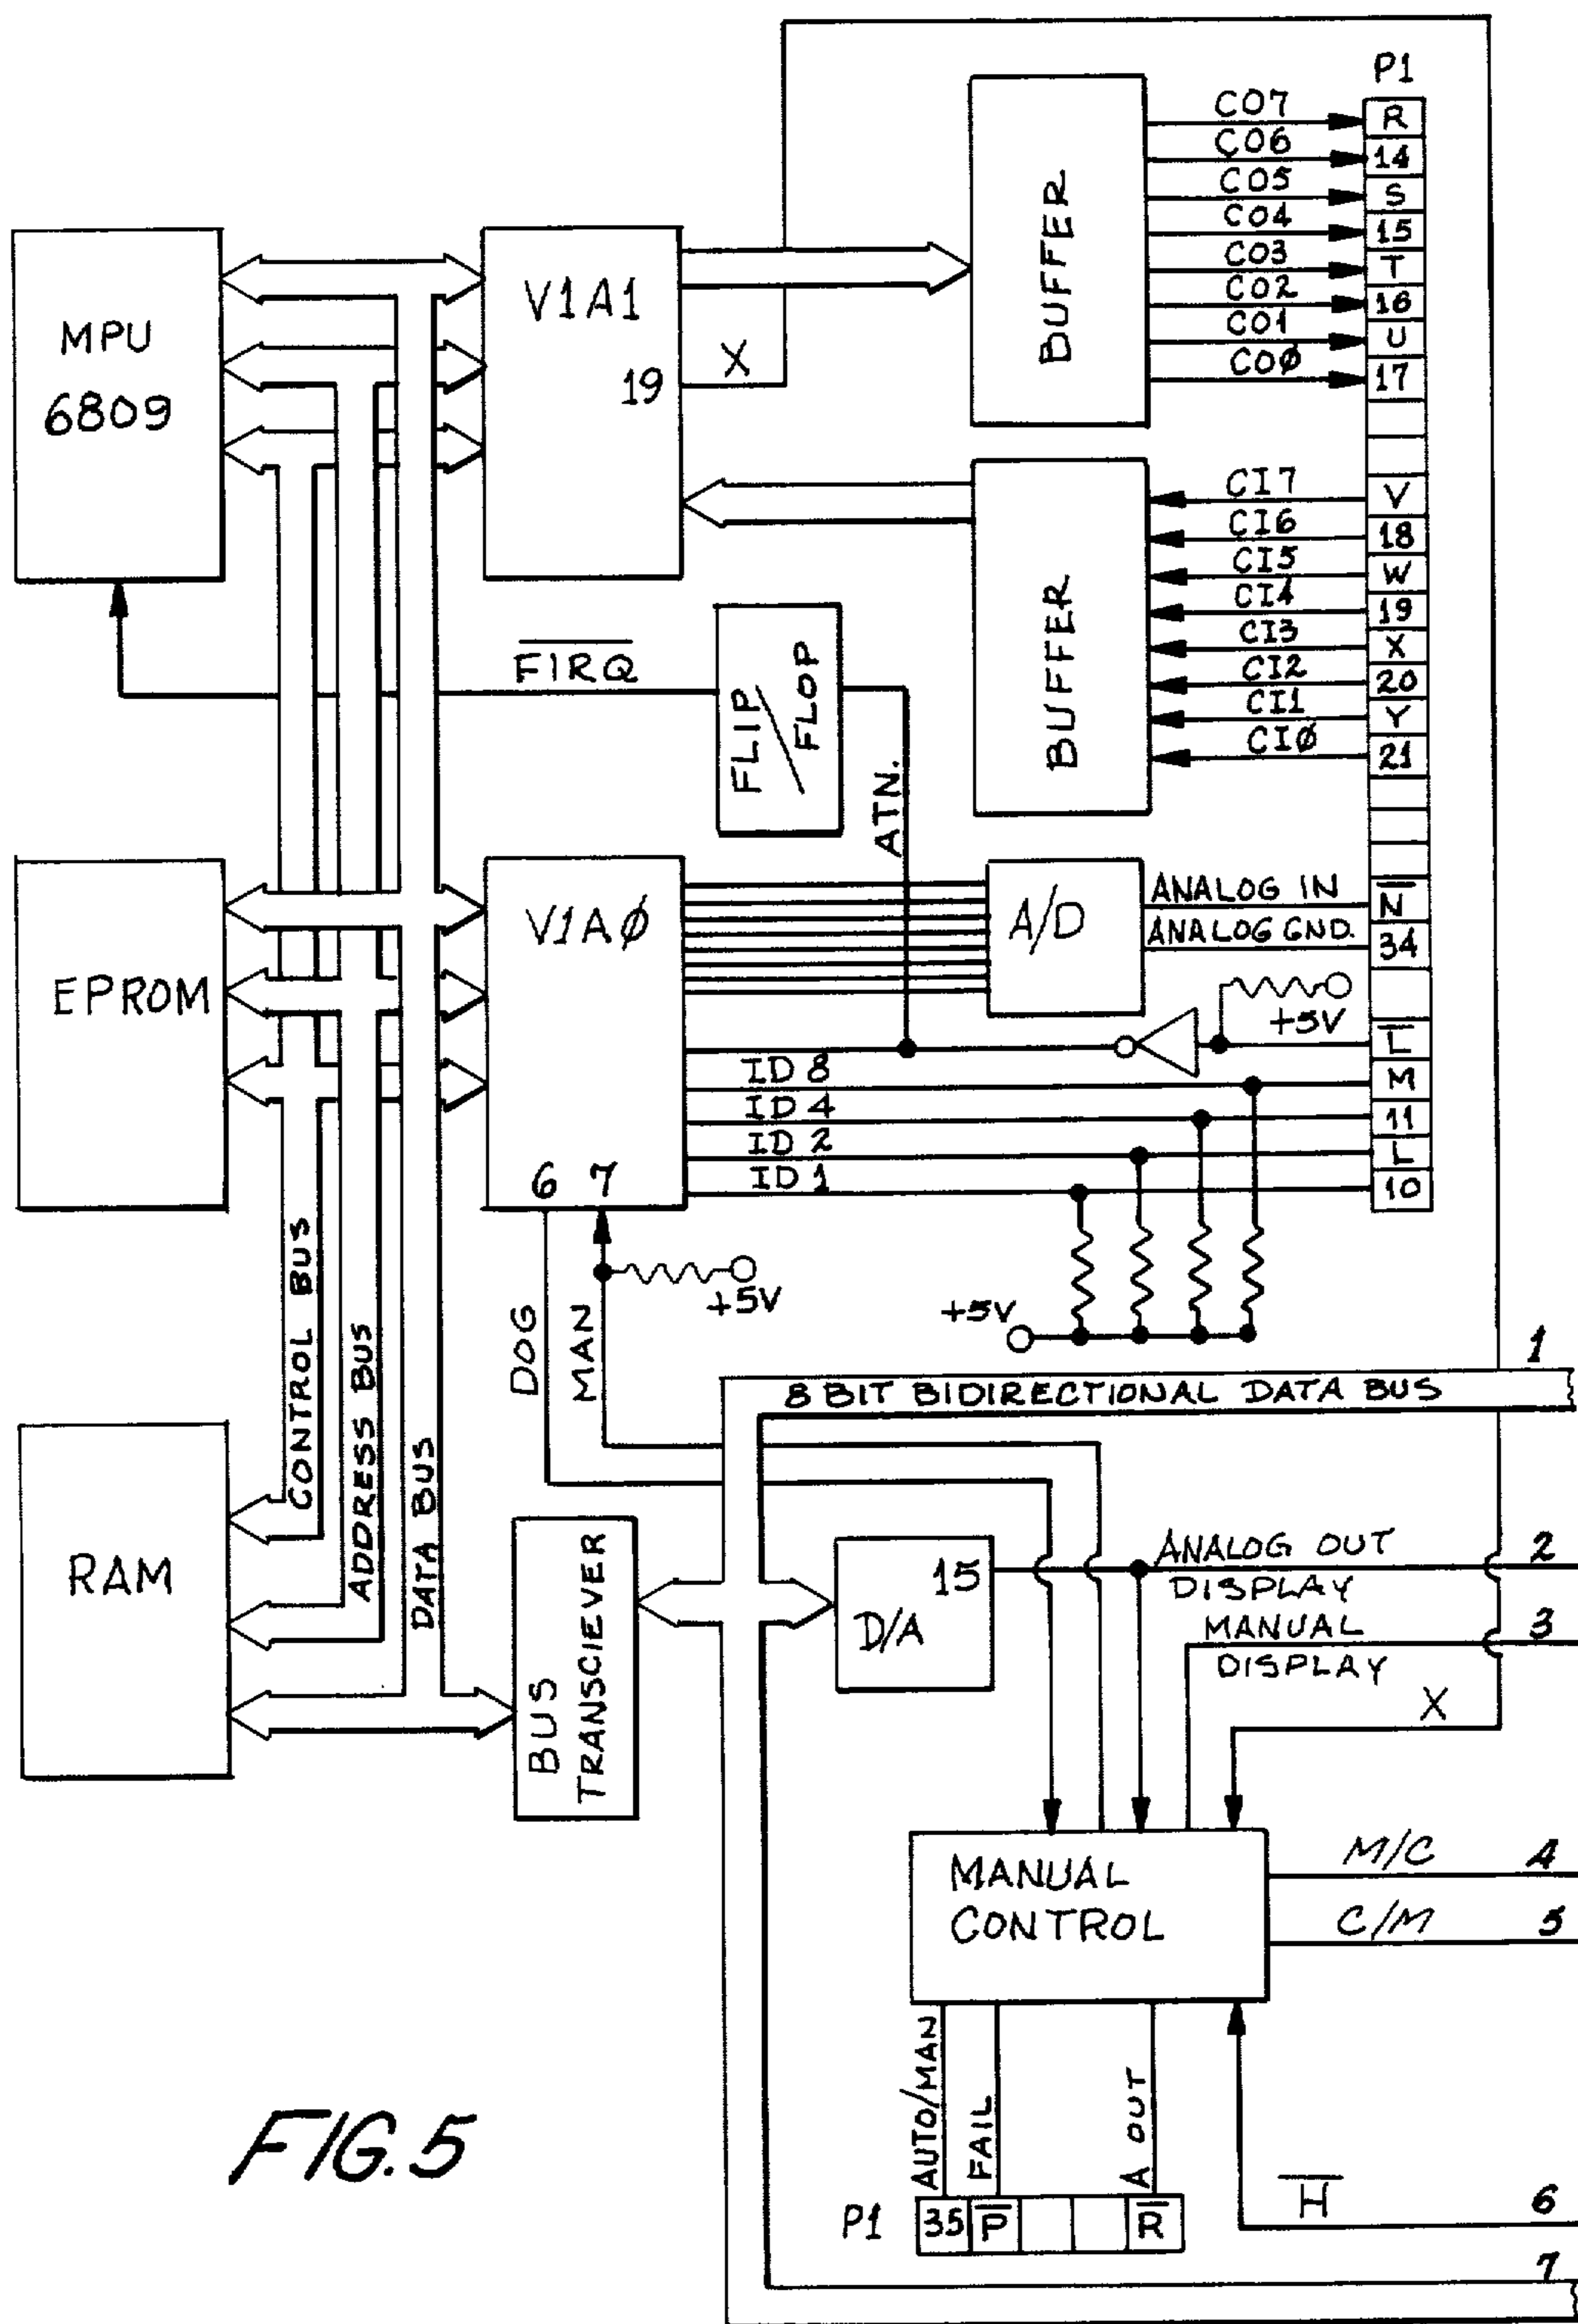 P1
CO7
R
CO6
14
CO5
S
CO4
15
CO3
T
CO2
16
CO1
U
COØ
17
BUFFER
MPU
6809
V1A1
19
X
CI7
V
CI6
18
CI5
W
CI4
19
CI3
X
CI2
20
CI1
Y
CIØ
21
BUFFER
F̅I̅R̅Q̅
FLIP/FLOP
ATN.
EPROM
V1AØ
A/D
ANALOG IN
N̅
ANALOG GND.
34
+5V
L̅
ID 8
M
ID 4
11
ID 2
L
ID 1
10
6 7
+5V
+5V
DOG
MAN
CONTROL BUS
ADDRESS BUS
DATA BUS
8 BIT BIDIRECTIONAL DATA BUS
1
RAM
BUS
TRANSCIEVER
15
D/A
ANALOG OUT
DISPLAY
2
MANUAL
DISPLAY
3
X
MANUAL
CONTROL
M/C
4
C/M
5
AUTO/MAN
FAIL
A OUT
P1
35
P̅
R̅
H̅
6
7
FIG. 5